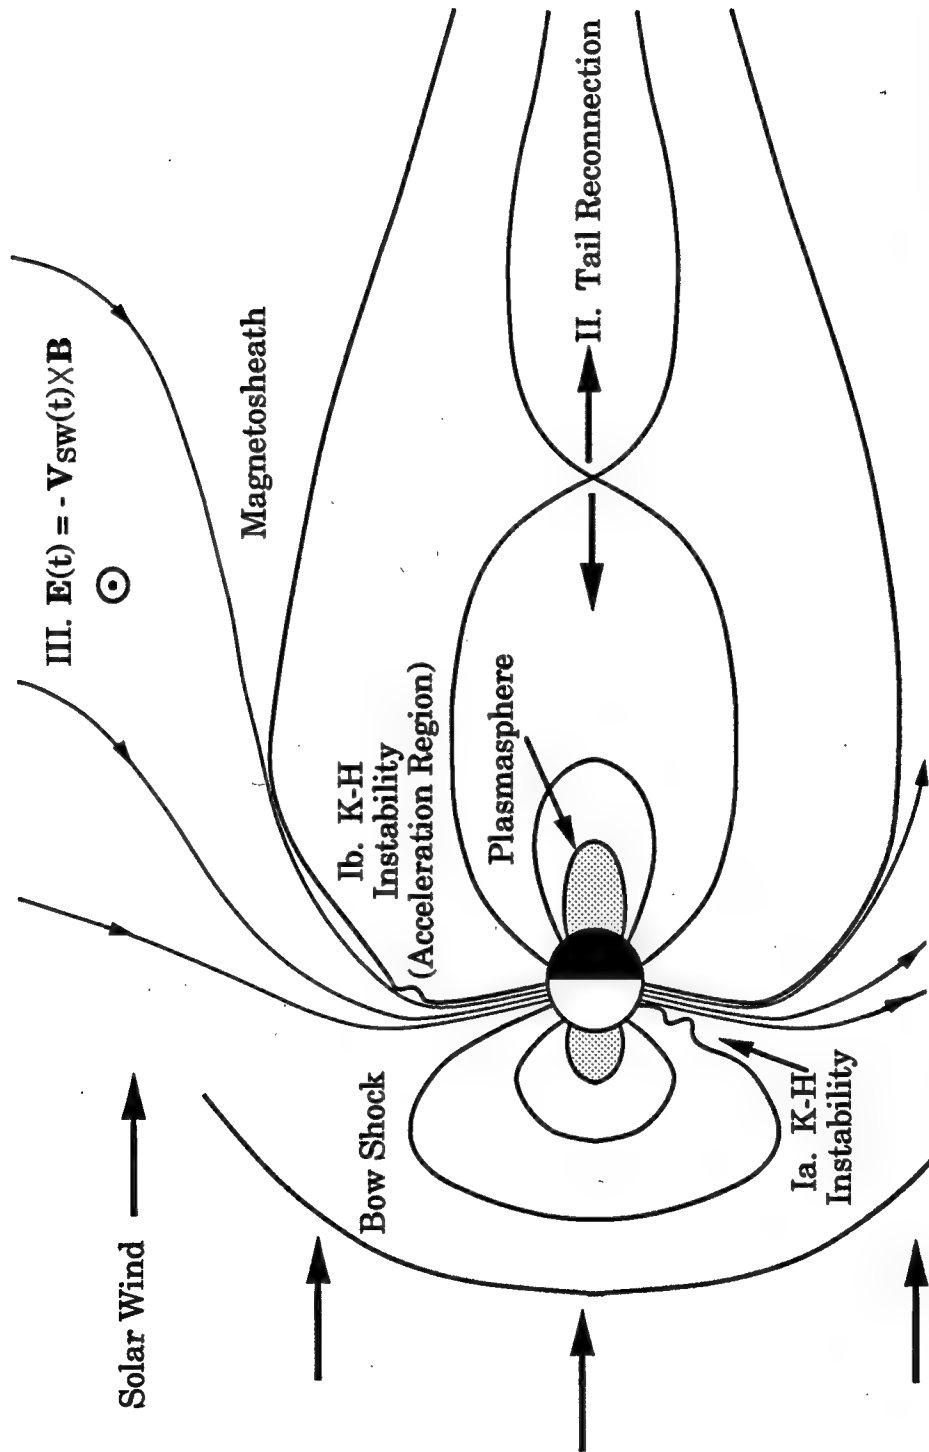 III. E(t) = - VSW(t)×B
Solar Wind
Magnetosheath
Bow Shock
Ib. K-H
Instability
(Acceleration Region)
Plasmasphere
II. Tail Reconnection
Ia. K-H
Instability